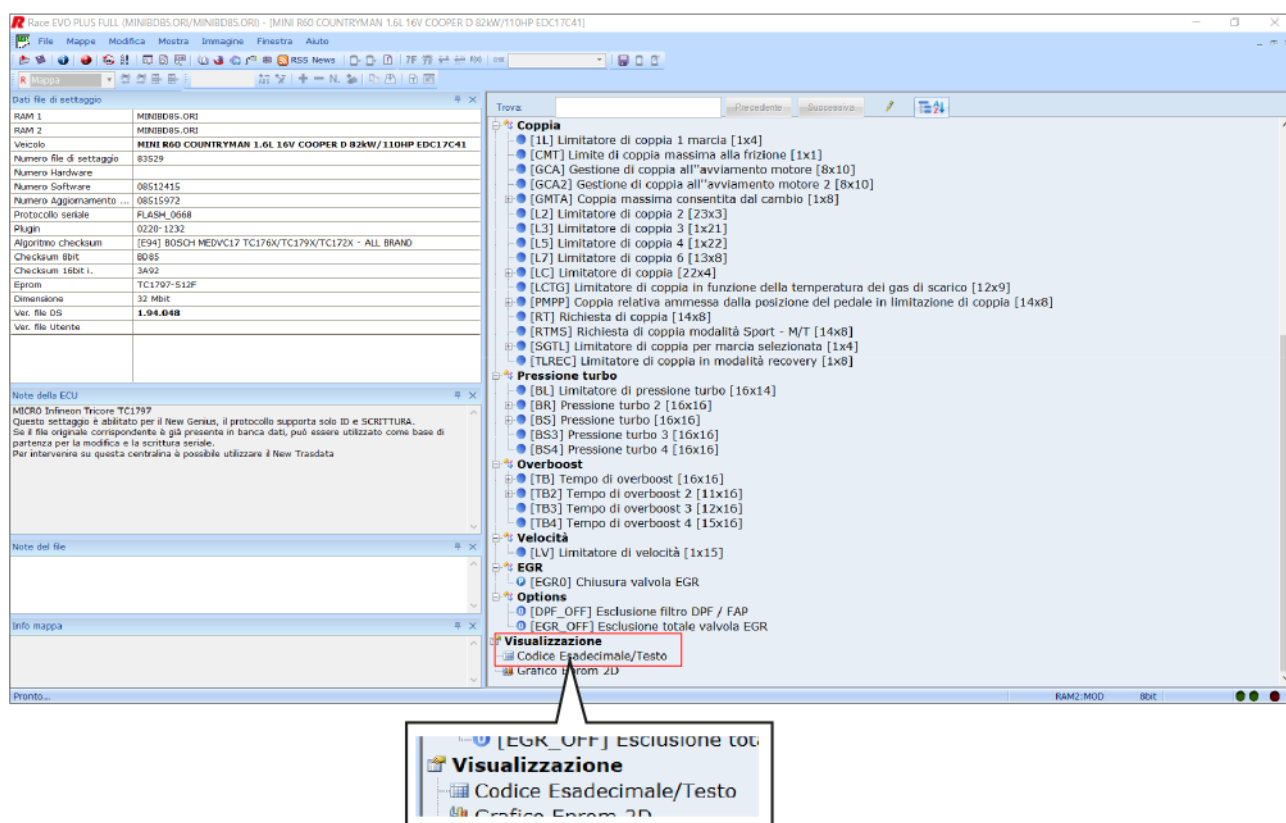 Race EVO PLUS FULL (MINIBD85.ORI/MINIBD85.ORI) - [MINI R60 COUNTRYMAN 1.6L 16V COOPER D 82kW/110HP EDC17C41]
File Mappe Modifica Mostra Immagine Finestra Aiuto
RSS News
R Mappa
Dati file di settaggio
RAM 1 MINIBD85.ORI
RAM 2 MINIBD85.ORI
Veicolo MINI R60 COUNTRYMAN 1.6L 16V COOPER D 82kW/110HP EDC17C41
Numero file di settaggio 83529
Numero Hardware
Numero Software 08512415
Numero Aggiornamento ... 08515972
Protocollo seriale FLASH_0668
Plugin 0220-1232
Algoritmo checksum [E94] BOSCH MEDVC17 TC176X/TC179X/TC172X - ALL BRAND
Checksum 8bit BD85
Checksum 16bit i. 3A92
Eprom TC1797-512F
Dimensione 32 Mbit
Ver. file DS 1.94.048
Ver. file Utente
Note della ECU
MICRO Infineon Tricore TC1797
Questo settaggio è abilitato per il New Genius, il protocollo supporta solo ID e SCRITTURA.
Se il file originale corrispondente è già presente in banca dati, può essere utilizzato come base di
partenza per la modifica e la scrittura seriale.
Per intervenire su questa centralina è possibile utilizzare il New Trasdata
Note del file
Info mappa
Trova: Precedente Successiva
Coppia
[1L] Limitatore di coppia 1 marcia [1x4]
[CMT] Limite di coppia massima alla frizione [1x1]
[GCA] Gestione di coppia all''avviamento motore [8x10]
[GCA2] Gestione di coppia all''avviamento motore 2 [8x10]
[GMTA] Coppia massima consentita dal cambio [1x8]
[L2] Limitatore di coppia 2 [23x3]
[L3] Limitatore di coppia 3 [1x21]
[L5] Limitatore di coppia 4 [1x22]
[L7] Limitatore di coppia 6 [13x8]
[LC] Limitatore di coppia [22x4]
[LCTG] Limitatore di coppia in funzione della temperatura dei gas di scarico [12x9]
[PMPP] Coppia relativa ammessa dalla posizione del pedale in limitazione di coppia [14x8]
[RT] Richiesta di coppia [14x8]
[RTMS] Richiesta di coppia modalità Sport - M/T [14x8]
[SGTL] Limitatore di coppia per marcia selezionata [1x4]
[TLREC] Limitatore di coppia in modalità recovery [1x8]
Pressione turbo
[BL] Limitatore di pressione turbo [16x14]
[BR] Pressione turbo 2 [16x16]
[BS] Pressione turbo [16x16]
[BS3] Pressione turbo 3 [16x16]
[BS4] Pressione turbo 4 [16x16]
Overboost
[TB] Tempo di overboost [16x16]
[TB2] Tempo di overboost 2 [11x16]
[TB3] Tempo di overboost 3 [12x16]
[TB4] Tempo di overboost 4 [15x16]
Velocità
[LV] Limitatore di velocità [1x15]
EGR
[EGR0] Chiusura valvola EGR
Options
[DPF_OFF] Esclusione filtro DPF / FAP
[EGR_OFF] Esclusione totale valvola EGR
Visualizzazione
Codice Esadecimale/Testo
Grafico Eprom 2D
Pronto... RAM2:MOD 8bit
[EGR_OFF] Esclusione tot
Visualizzazione
Codice Esadecimale/Testo
Grafico Eprom 2D